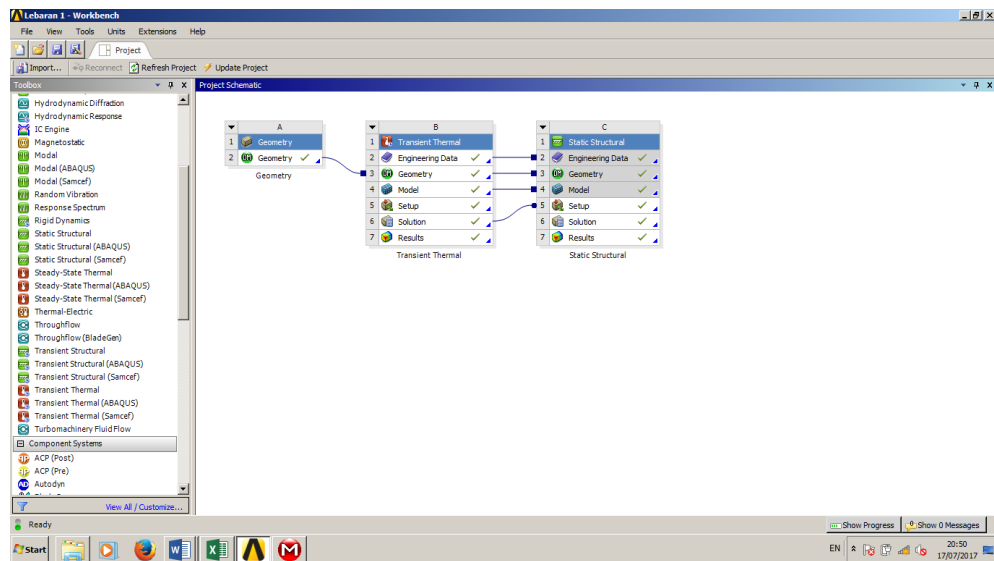 Lebaran 1 - Workbench
File View Tools Units Extensions Help
Project
Import... Reconnect Refresh Project Update Project
Toolbox
Project Schematic
Hydrodynamic Diffraction
Hydrodynamic Response
IC Engine
Magnetostatic
Modal
Modal (ABAQUS)
Modal (Samcef)
Random Vibration
Response Spectrum
Rigid Dynamics
Static Structural
Static Structural (ABAQUS)
Static Structural (Samcef)
Steady-State Thermal
Steady-State Thermal (ABAQUS)
Steady-State Thermal (Samcef)
Thermal-Electric
Throughflow
Throughflow (BladeGen)
Transient Structural
Transient Structural (ABAQUS)
Transient Structural (Samcef)
Transient Thermal
Transient Thermal (ABAQUS)
Transient Thermal (Samcef)
Turbomachinery Fluid Flow
Component Systems
ACP (Post)
ACP (Pre)
Autodyn
View All / Customize...
A
1 Geometry
2 Geometry
Geometry
B
1 Transient Thermal
2 Engineering Data
3 Geometry
4 Model
5 Setup
6 Solution
7 Results
Transient Thermal
C
1 Static Structural
2 Engineering Data
3 Geometry
4 Model
5 Setup
6 Solution
7 Results
Static Structural
Ready
Show Progress
Show 0 Messages
Start
EN
20:50
17/07/2017